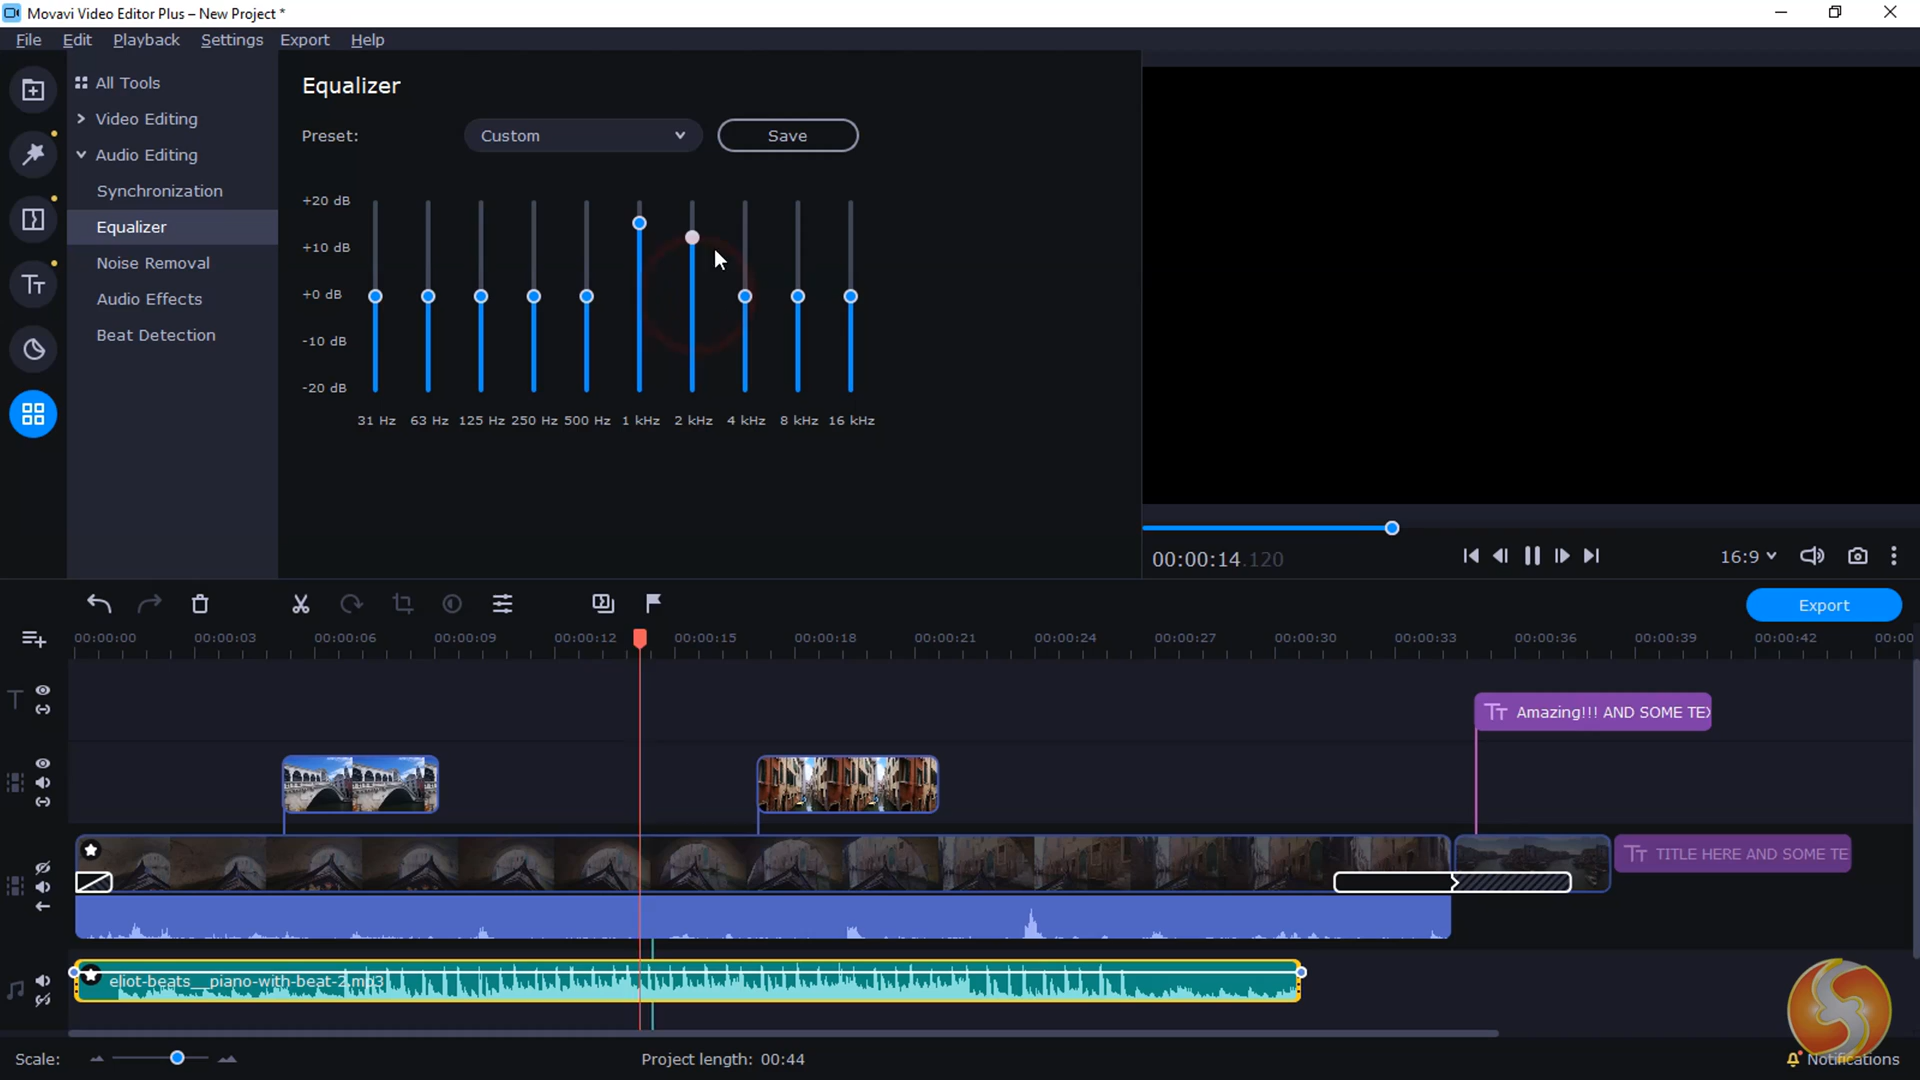 Movavi Video Editor Plus – New Project *
File Edit Playback Settings Export Help
All Tools
Video Editing
Audio Editing
Synchronization
Equalizer
Noise Removal
Audio Effects
Beat Detection
Equalizer
Preset: Custom Save
+20 dB
+10 dB
+0 dB
-10 dB
-20 dB
31 Hz 63 Hz 125 Hz 250 Hz 500 Hz 1 kHz 2 kHz 4 kHz 8 kHz 16 kHz
00:00:14.120 16:9
Export
00:00:00 00:00:03 00:00:06 00:00:09 00:00:12 00:00:15 00:00:18 00:00:21 00:00:24 00:00:27 00:00:30 00:00:33 00:00:36 00:00:39 00:00:42 00:00
Tт Amazing!!! AND SOME TEX
Tт TITLE HERE AND SOME TE
eliot-beats__piano-with-beat-2.mp3
Scale: Project length: 00:44 Notifications